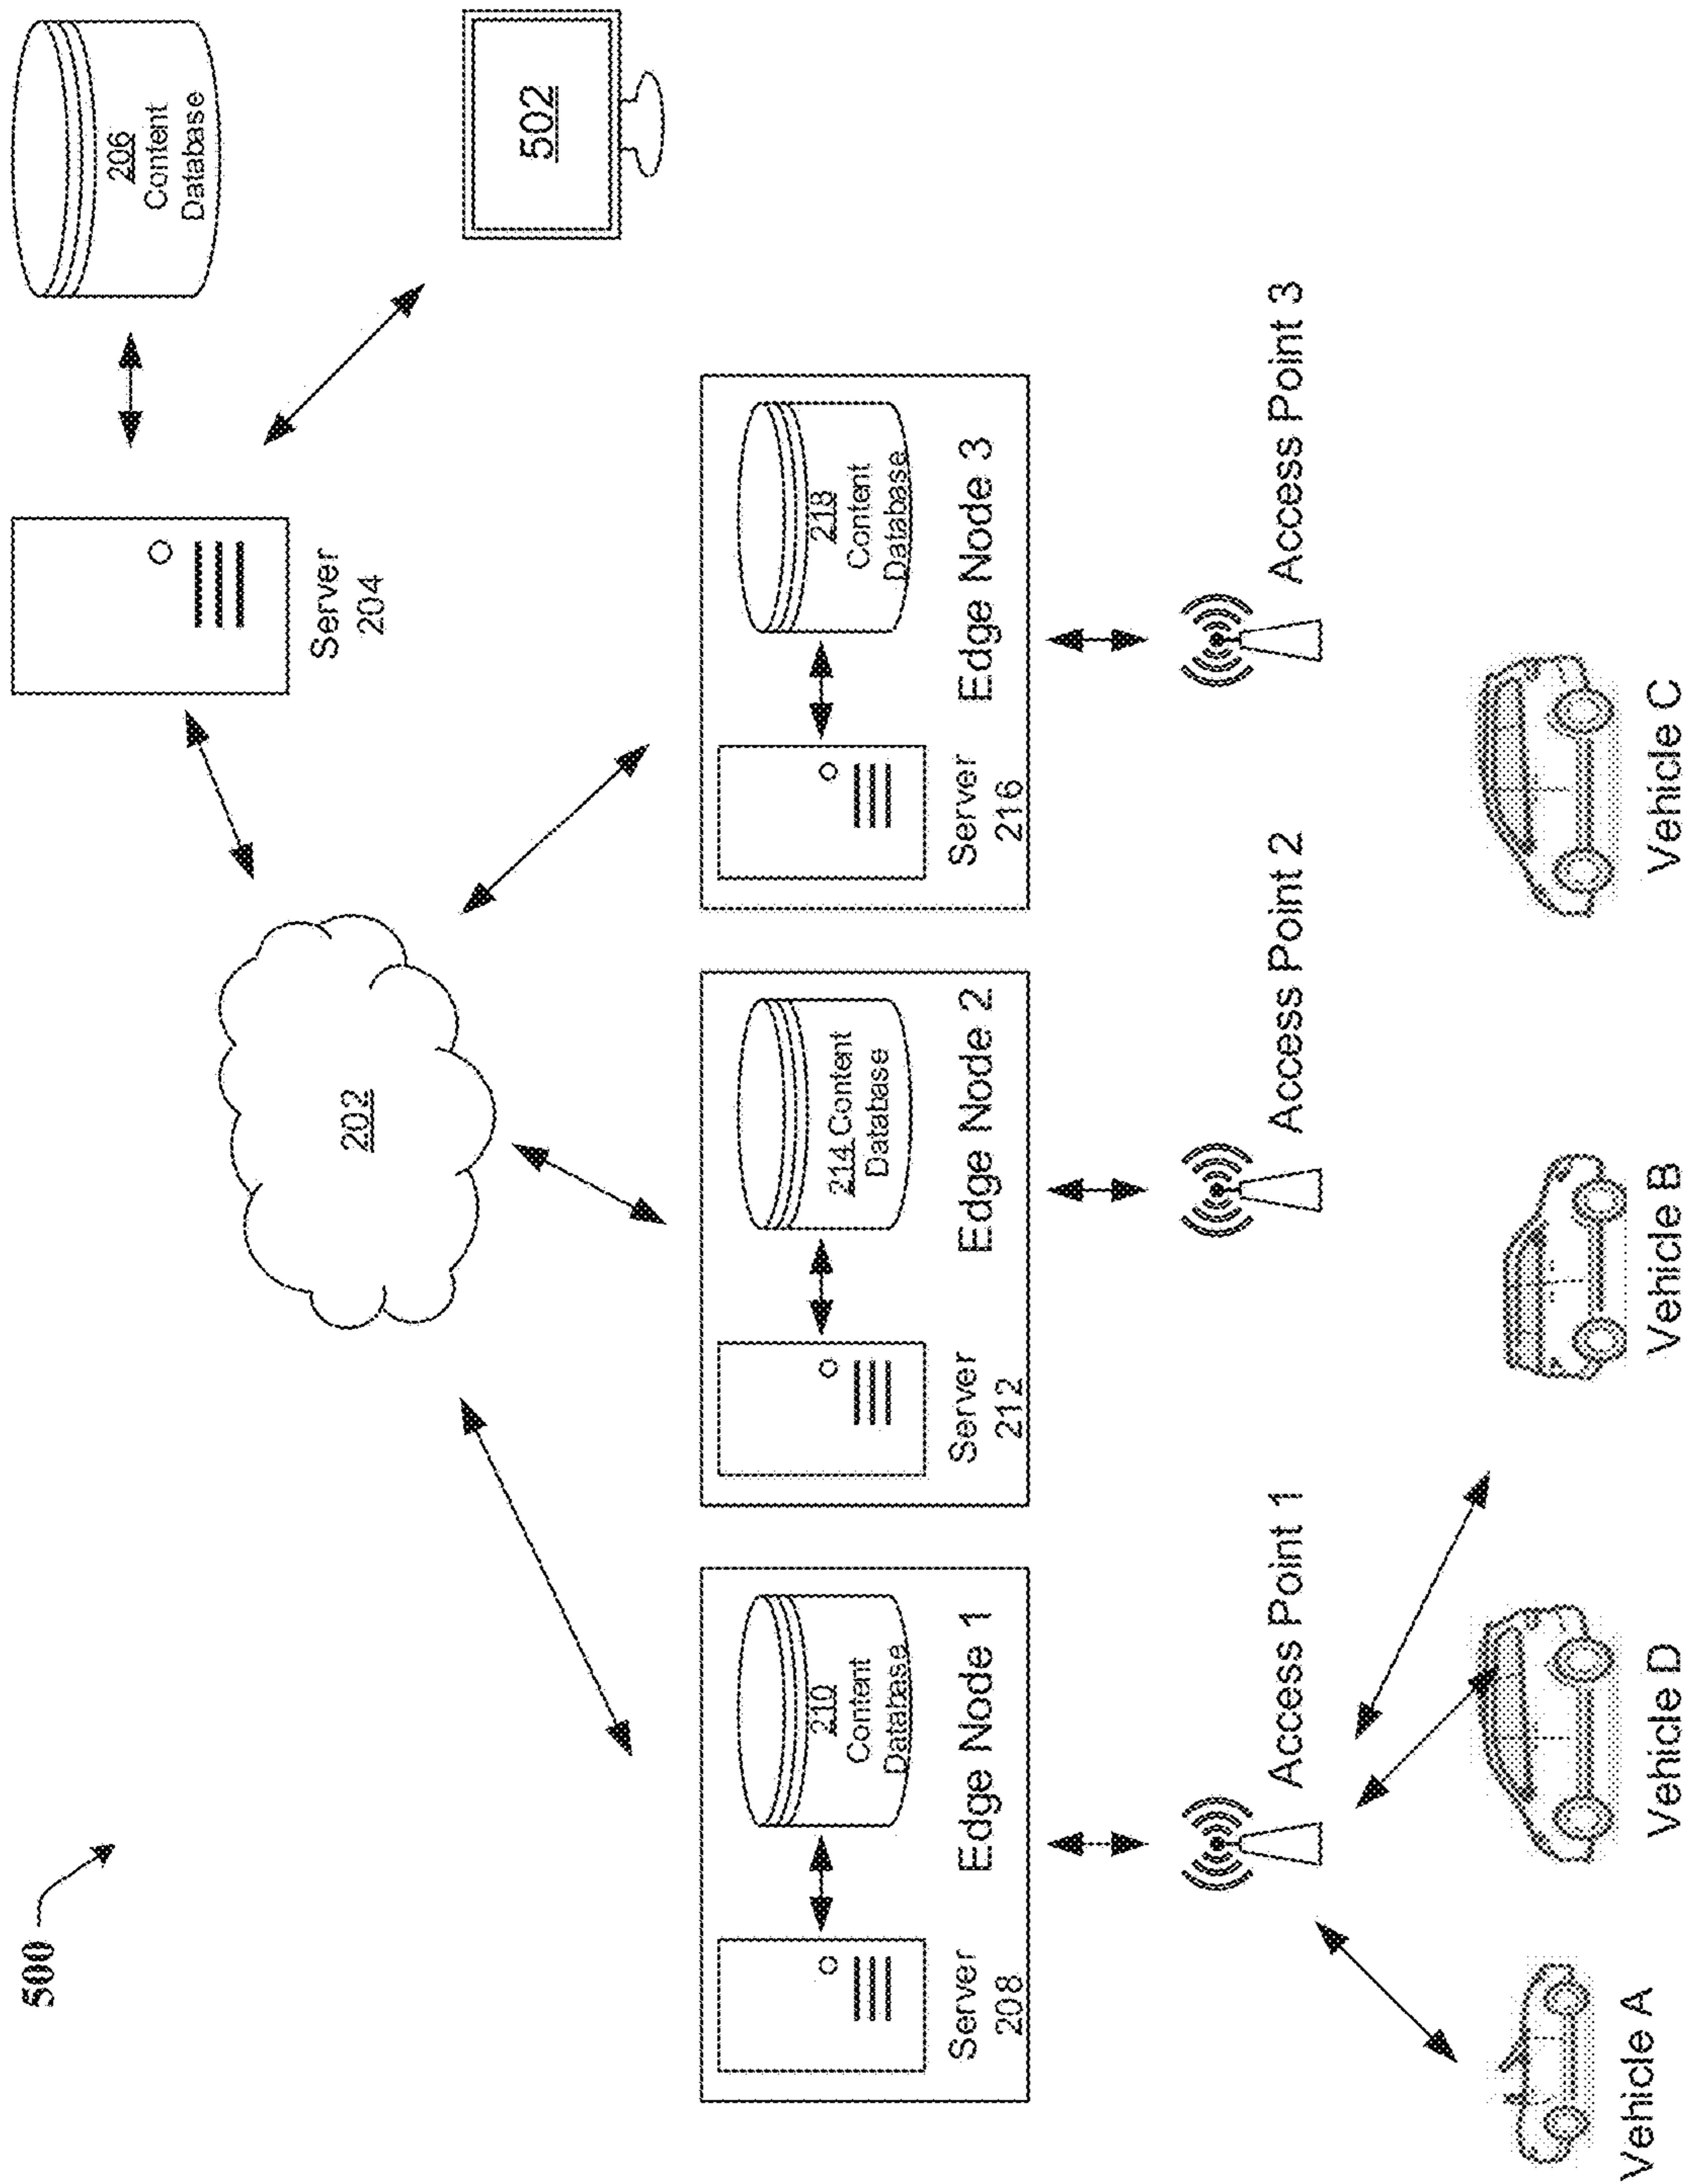 500
206
Content
Database
Server
204
502
202
210
Content
Database
Server
208
Edge Node 1
214 Content
Database
Server
212
Edge Node 2
218
Content
Database
Server
216
Edge Node 3
Access Point 1
Access Point 2
Access Point 3
Vehicle A
Vehicle D
Vehicle B
Vehicle C